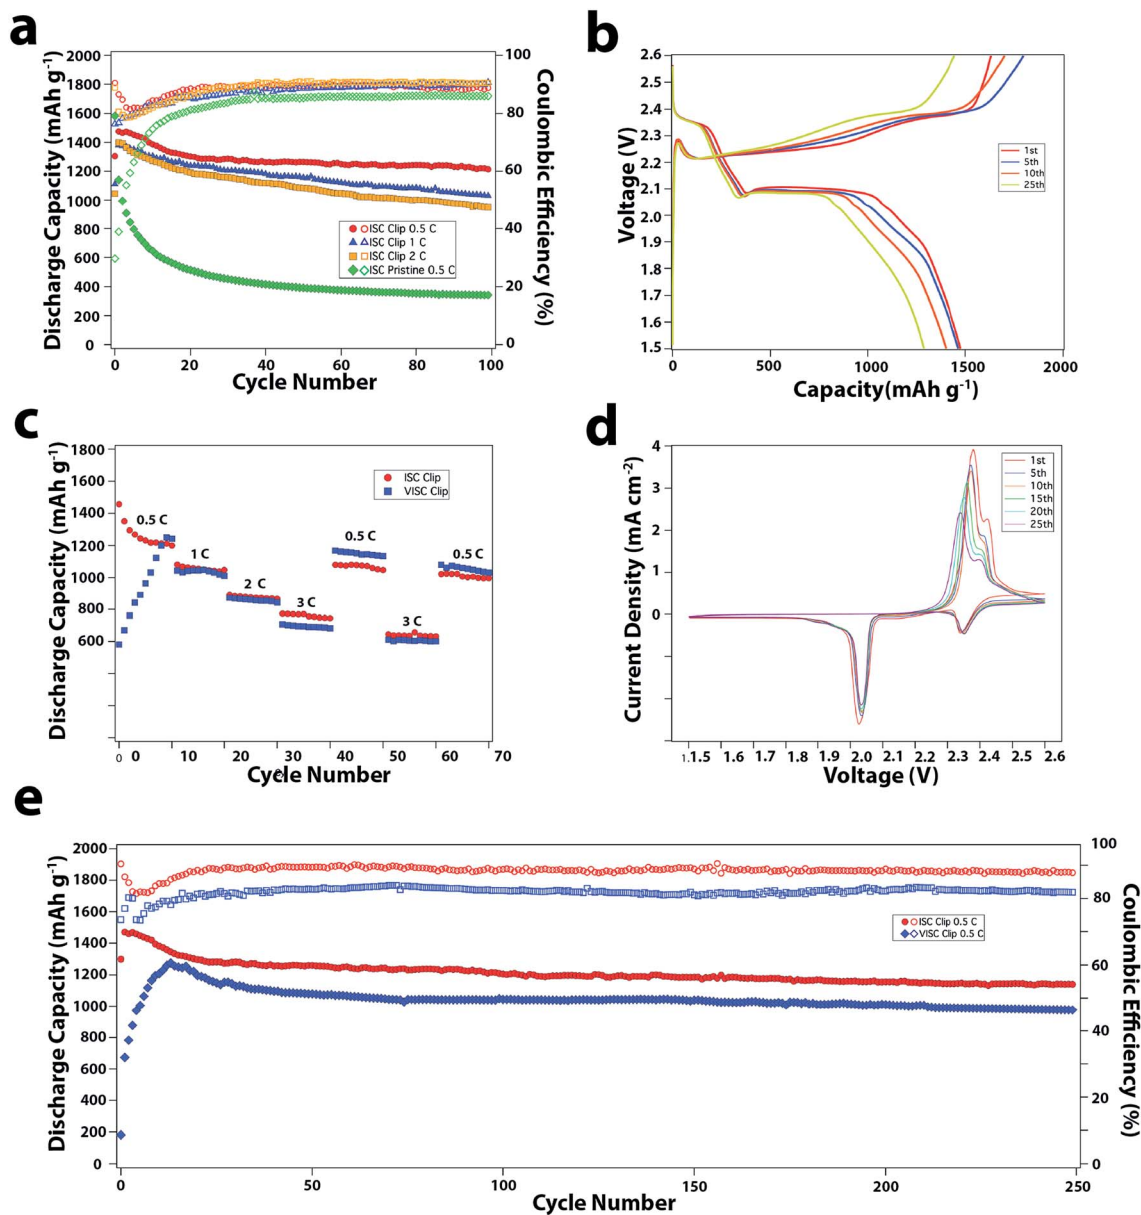 a
2000
1800
1600
1400
1200
1000
800
600
400
200
0
Discharge Capacity (mAh g-1)
100
80
60
40
20
0
Coulombic Efficiency (%)
ISC Clip 0.5 C
ISC Clip 1 C
ISC Clip 2 C
ISC Pristine 0.5 C
0 20 40 60 80 100
Cycle Number
b
2.6
2.5
2.4
2.3
2.2
2.1
2.0
1.9
1.8
1.7
1.6
1.5
Voltage (V)
1st
5th
10th
25th
0 500 1000 1500 2000
Capacity(mAh g-1)
c
1800
1600
1400
1200
1000
800
600
Discharge Capacity (mAh g-1)
ISC Clip
VISC Clip
0.5 C
1 C
2 C
3 C
0.5 C
3 C
0.5 C
0 0 20 30 40 50 60 70
Cycle Number
d
4
3
2
1
0
Current Density (mA cm-2)
1st
5th
10th
15th
20th
25th
1.5 1.6 1.7 1.8 1.9 2.0 2.1 2.2 2.3 2.4 2.5 2.6
Voltage (V)
e
2000
1800
1600
1400
1200
1000
800
600
400
200
0
Discharge Capacity (mAh g-1)
100
80
60
40
20
0
Coulombic Efficiency (%)
ISC Clip 0.5 C
VISC Clip 0.5 C
0 50 100 150 200 250
Cycle Number